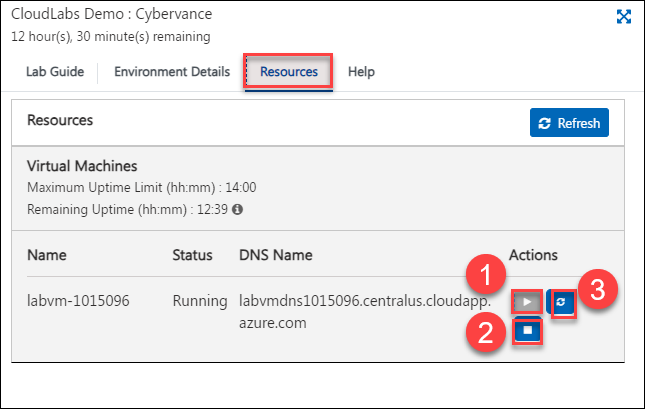 CloudLabs Demo : Cybervance
12 hour(s), 30 minute(s) remaining
Lab Guide Environment Details Resources Help
Resources Refresh
Virtual Machines
Maximum Uptime Limit (hh:mm) : 14:00
Remaining Uptime (hh:mm) : 12:39
Name Status DNS Name Actions
1 3
labvm-1015096 Running labvmdns1015096.centralus.cloudapp.
azure.com
2